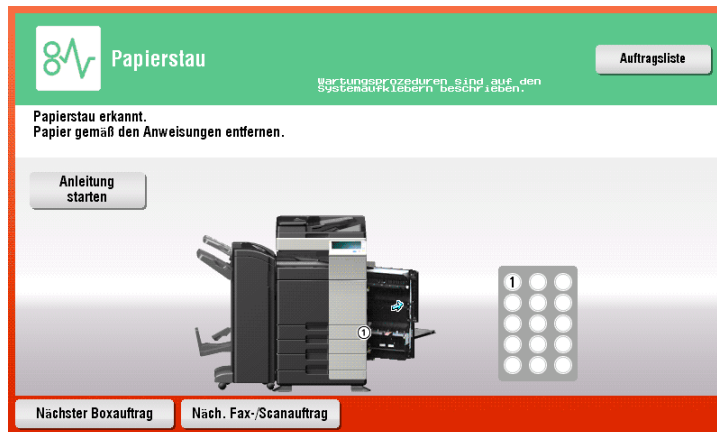 Papierstau
Auftragsliste
Wartungsprozeduren sind auf den
Systemaufklebern beschrieben.
Papierstau erkannt.
Papier gemäß den Anweisungen entfernen.
Anleitung
starten
1
1
Nächster Boxauftrag
Näch. Fax-/Scanauftrag